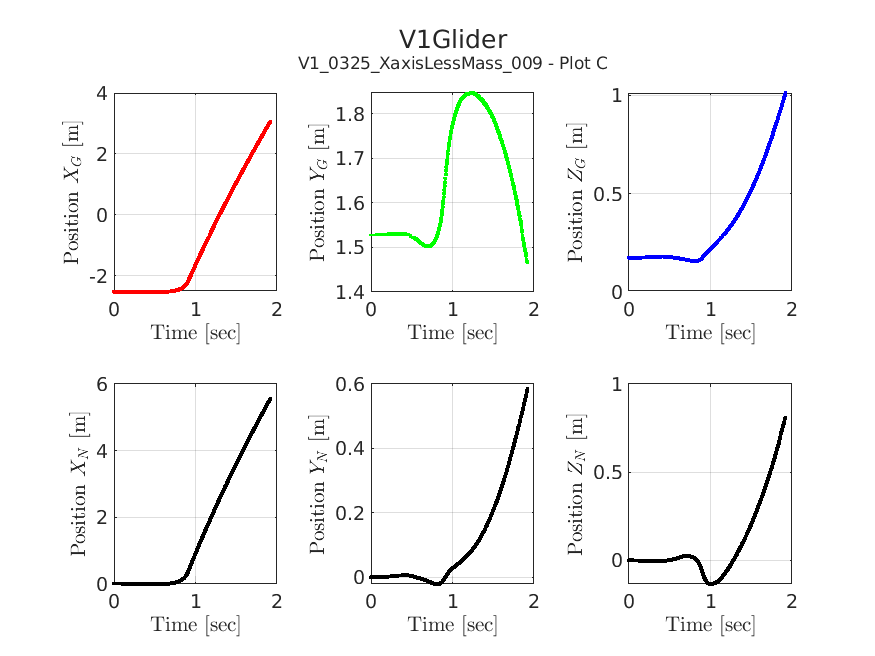 V1Glider
V1_0325_XaxisLessMass_009 - Plot C
Position X_G [m]
4
2
0
-2
0 1 2
Time [sec]
Position Y_G [m]
1.8
1.7
1.6
1.5
1.4
0 1 2
Time [sec]
Position Z_G [m]
1
0.5
0
0 1 2
Time [sec]
Position X_N [m]
6
4
2
0
0 1 2
Time [sec]
Position Y_N [m]
0.6
0.4
0.2
0
0 1 2
Time [sec]
Position Z_N [m]
1
0.5
0
0 1 2
Time [sec]